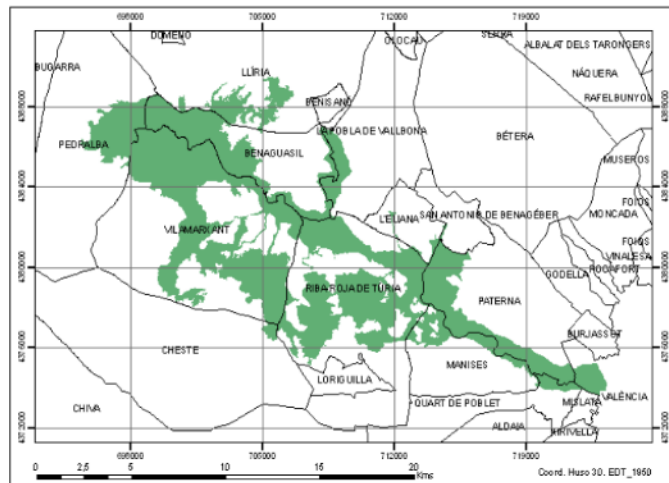 698000 705000 712000 719000
DOMEÑO
OLOCAU
SERRA
ALBALAT DELS TARONGERS
BUGARRA
LLÍRIA
NÁQUERA
RAFELBUNYOL
BENISANÓ
LA POBLA DE VALLBONA
BÉTERA
PEDRALBA
BENAGUASIL
MUSEROS
FOIOS
L'ELIANA
SAN ANTONIO DE BENAGÉBER
MONCADA
VILAMARXANT
FOIOS
VINALESA
ROCAFORT
GODELLA
RIBA-ROJA DE TÚRIA
PATERNA
BURJASSOT
CHESTE
MANISES
LORIGUILLA
VALÈNCIA
MISLATA
CHIVA
QUART DE POBLET
ALDAIA
XIRIVELLA
712000 719000
0 2,5 5 10 15 20
Kms
Coord. Huso 30. EDT_1950